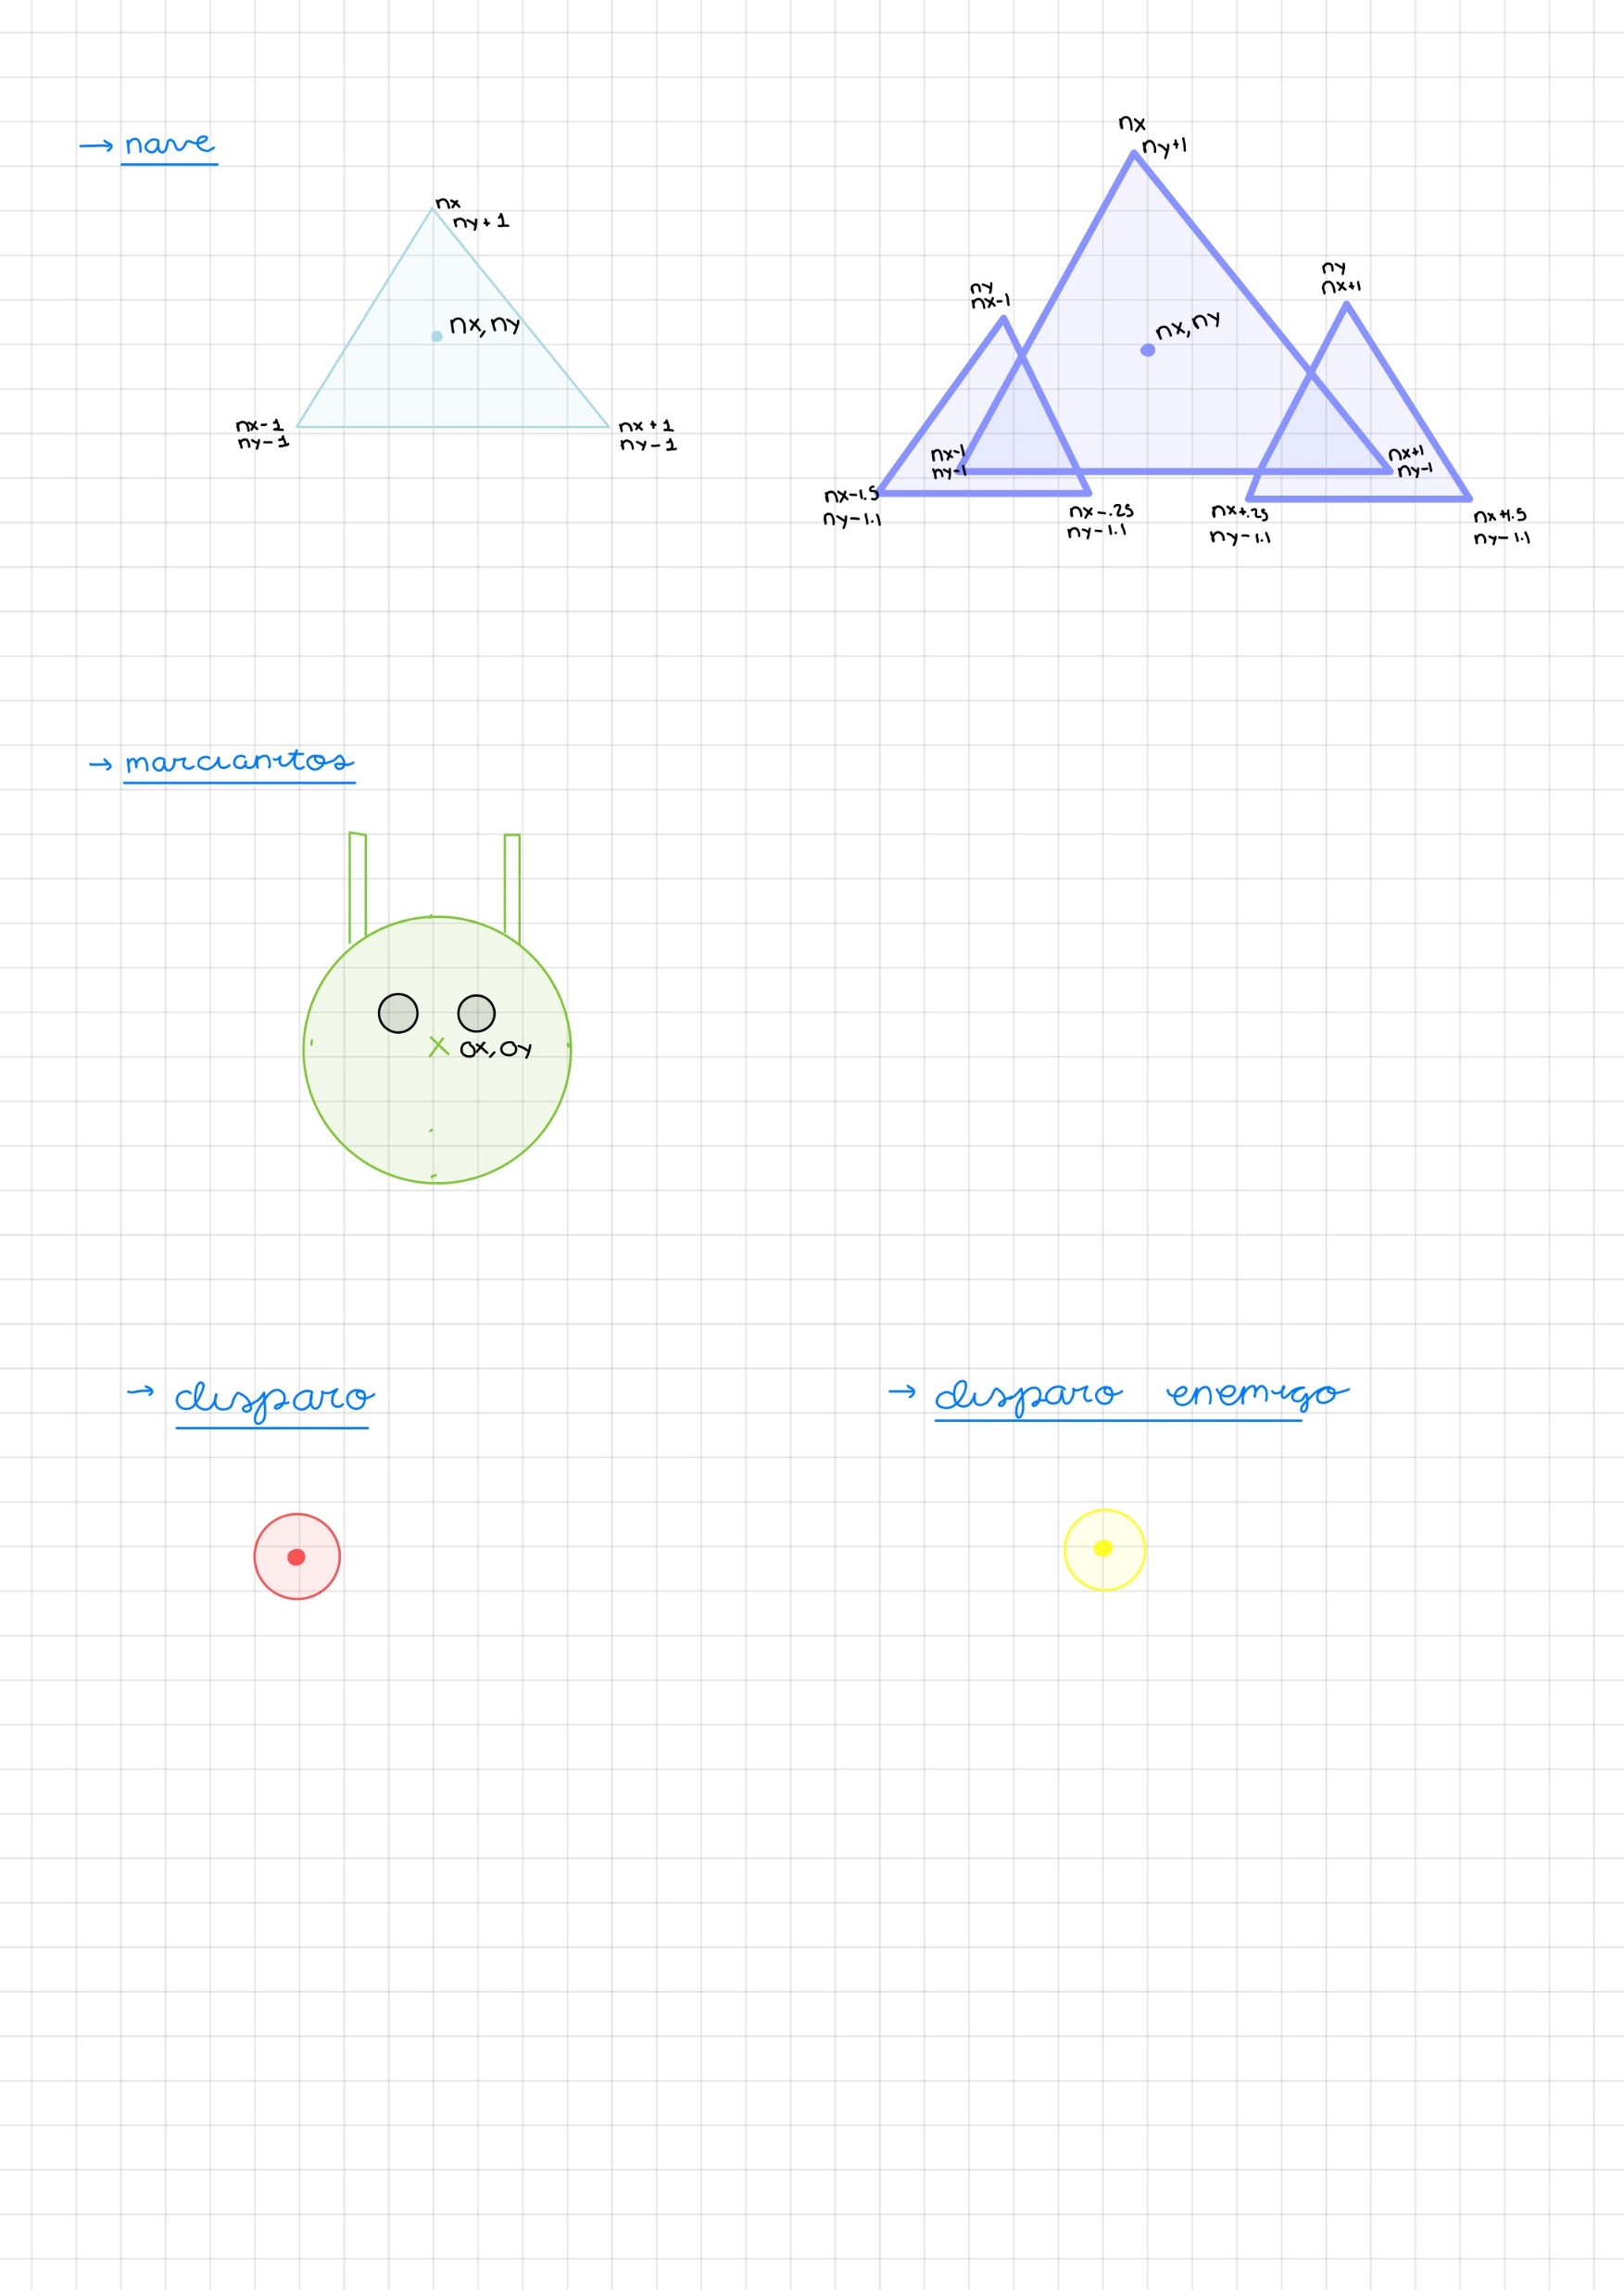 → nave
nx
ny + 1
nx, ny
nx - 1
ny - 1
nx + 1
ny - 1
nx
ny+1
ny
nx-1
ny
nx+1
nx, ny
nx-1
ny-1
nx+1
ny-1
nx-1.5
ny-1.1
nx-.25
ny-1.1
nx+.25
ny-1.1
nx+1.5
ny-1.1
→ marcianitos
ox, oy
→ disparo
→ disparo enemigo